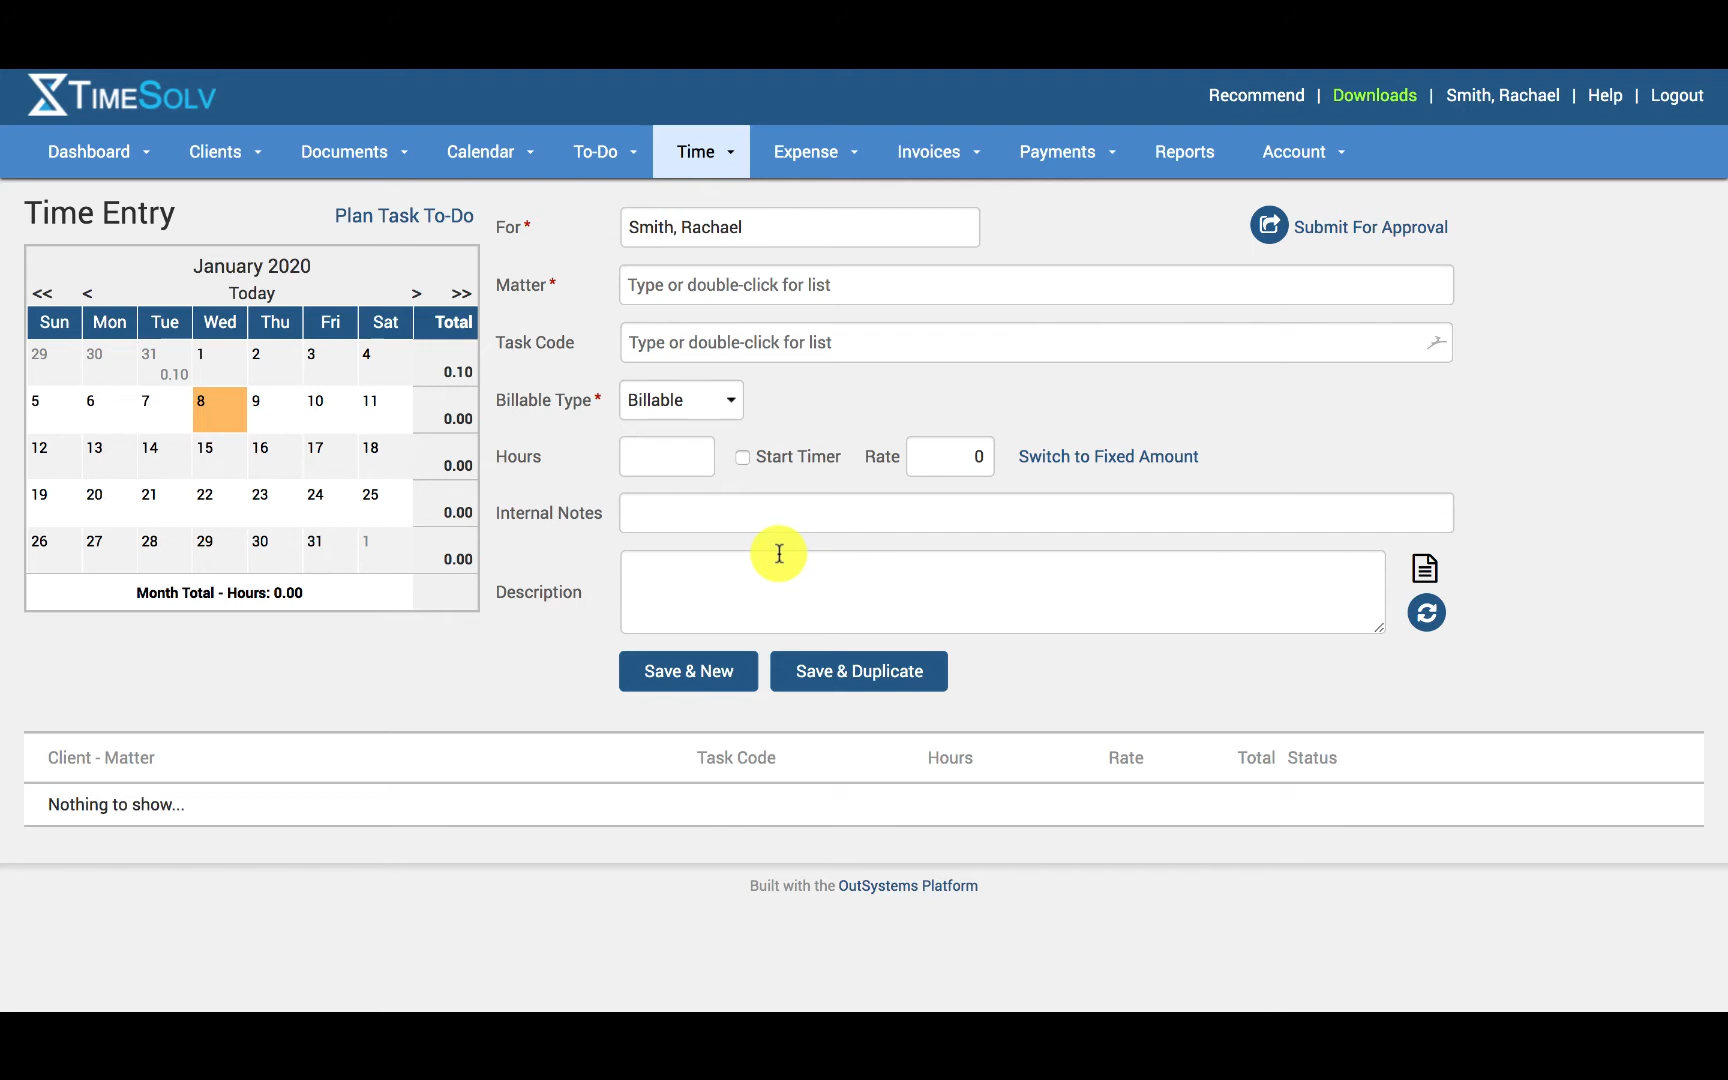 TIMESOLV
Recommend | Downloads | Smith, Rachael | Help | Logout
Dashboard Clients Documents Calendar To-Do Time Expense Invoices Payments Reports Account
Time Entry Plan Task To-Do
January 2020
<< < Today > >>
Sun Mon Tue Wed Thu Fri Sat Total
29 30 31 1 2 3 4
0.10 0.10
5 6 7 8 9 10 11
0.00
12 13 14 15 16 17 18
0.00
19 20 21 22 23 24 25
0.00
26 27 28 29 30 31 1
0.00
Month Total - Hours: 0.00
For* Smith, Rachael Submit For Approval
Matter* Type or double-click for list
Task Code Type or double-click for list
Billable Type* Billable
Hours Start Timer Rate 0 Switch to Fixed Amount
Internal Notes
Description
Save & New Save & Duplicate
Client - Matter Task Code Hours Rate Total Status
Nothing to show...
Built with the OutSystems Platform